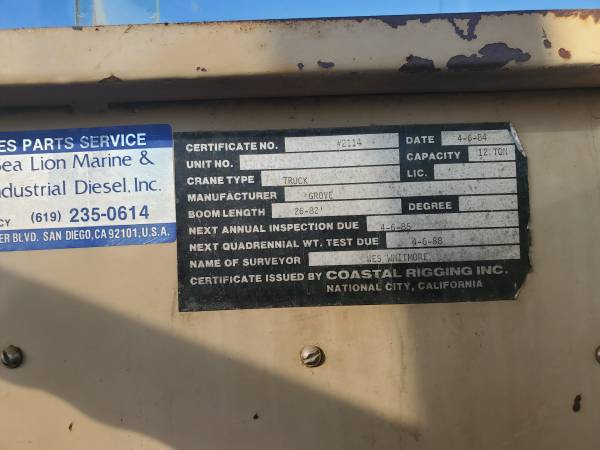 ES PARTS SERVICE
Sea Lion Marine &
ndustrial Diesel, Inc.
CY (619) 235-0614
ER BLVD. SAN DIEGO, CA 92101, U.S.A.
CERTIFICATE NO. #2114 DATE 4-6-84
UNIT NO. CAPACITY 12 TON
CRANE TYPE TRUCK LIC.
MANUFACTURER GROVE
BOOM LENGTH 26-82' DEGREE
NEXT ANNUAL INSPECTION DUE 4-6-85
NEXT QUADRENNIAL WT. TEST DUE 4-6-88
NAME OF SURVEYOR WES WHITMORE
CERTIFICATE ISSUED BY COASTAL RIGGING INC.
NATIONAL CITY, CALIFORNIA